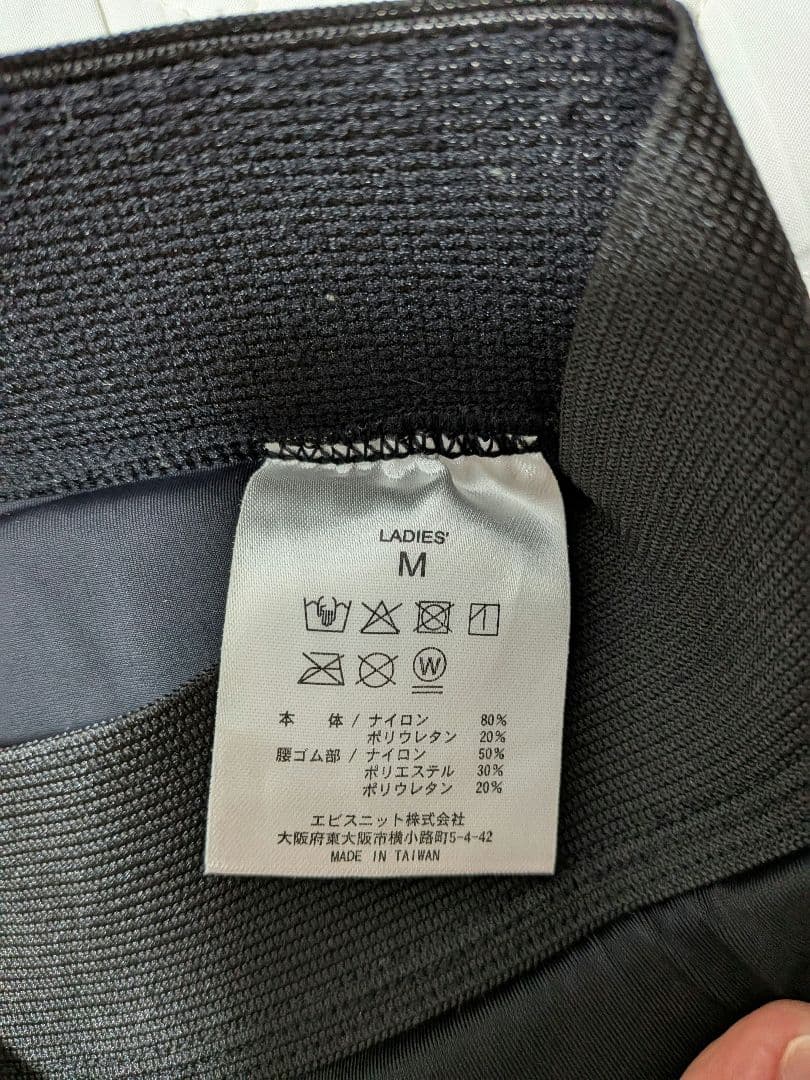 LADIES'
M
W
本 体 / ナイロン 80%
ポリウレタン 20%
腰ゴム部 / ナイロン 50%
ポリエステル 30%
ポリウレタン 20%
エビスニット株式会社
大阪府東大阪市横小路町5-4-42
MADE IN TAIWAN